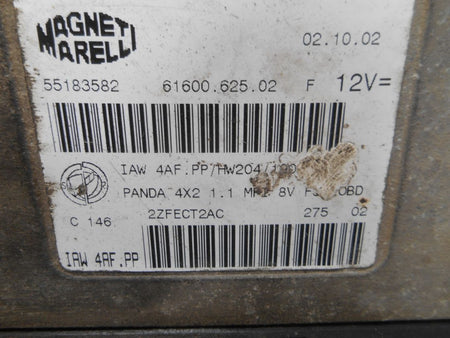 MAGNETI
MARELLI
02.10.02
55183582 61600.625.02 F 12V=
IAW 4AF.PP/HW204/
PANDA 4X2 1.1 MPI 8V OBD
C 146 2ZFECT2AC 275 02
IAW 4AF.PP